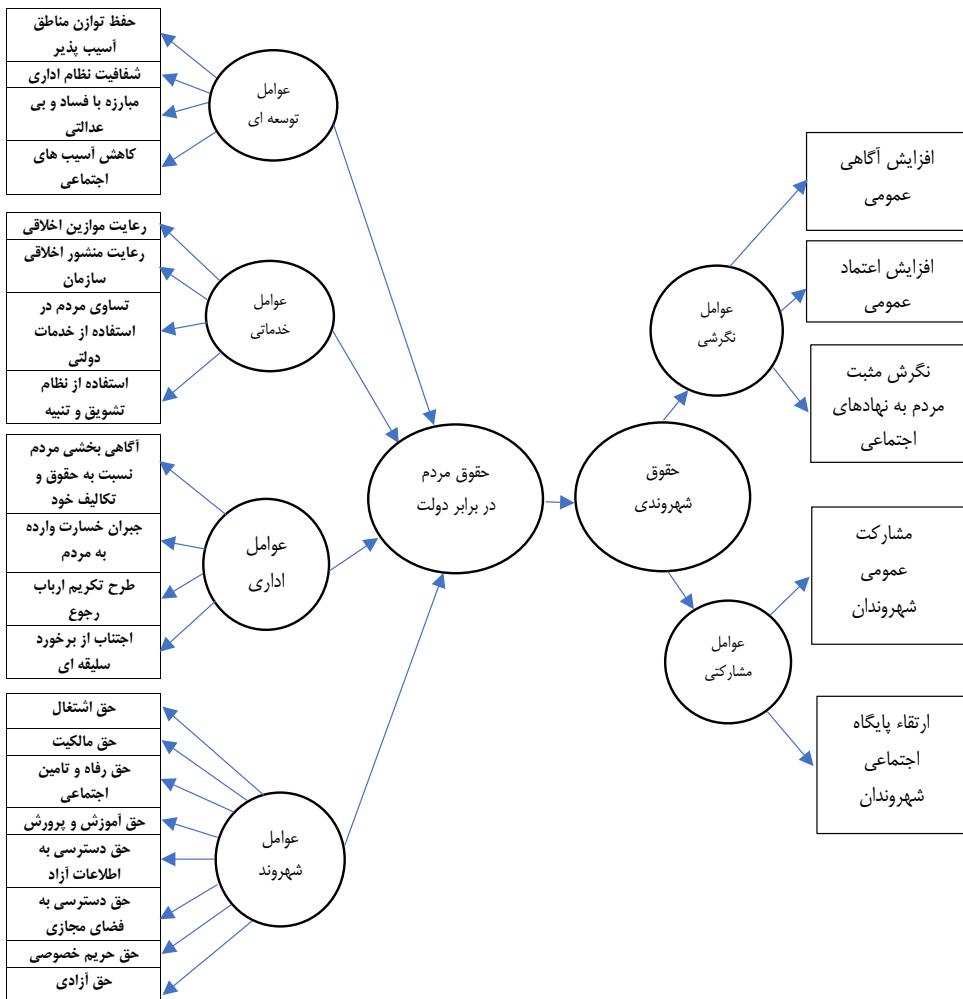 حفظ توازن مناطق
آسیب پذیر
شفافیت نظام اداری
مبارزه با فساد و بی
عدالتی
کاهش آسیب های
اجتماعی
عوامل
توسعه ای
رعایت موازین اخلاقی
رعایت منشور اخلاقی
سازمان
تساوی مردم در
استفاده از خدمات
دولتی
استفاده از نظام
تشویق و تنبیه
عوامل
خدماتی
آگاهی بخشی مردم
نسبت به حقوق و
تکالیف خود
جبران خسارت وارده
به مردم
طرح تکریم ارباب
رجوع
اجتناب از برخورد
سلیقه ای
عوامل
اداری
حق اشتغال
حق مالکیت
حق رفاه و تامین
اجتماعی
حق آموزش و پرورش
حق دسترسی به
اطلاعات آزاد
حق دسترسی به
فضای مجازی
حق حریم خصوصی
حق آزادی
عوامل
شهروند
حقوق مردم
در برابر دولت
حقوق
شهروندی
عوامل
نگرشی
افزایش آگاهی
عمومی
افزایش اعتماد
عمومی
نگرش مثبت
مردم به نهادهای
اجتماعی
عوامل
مشارکتی
مشارکت
عمومی
شهروندان
ارتقاء پایگاه
اجتماعی
شهروندان